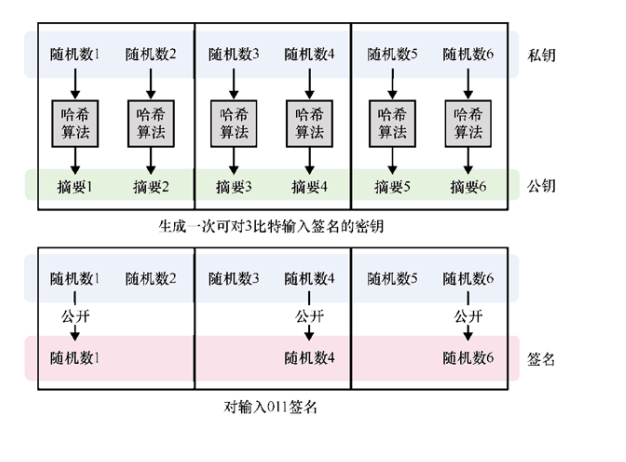 随机数1 随机数2 随机数3 随机数4 随机数5 随机数6 私钥
哈希 哈希 哈希 哈希 哈希 哈希
算法 算法 算法 算法 算法 算法
摘要1 摘要2 摘要3 摘要4 摘要5 摘要6 公钥
生成一次可对3比特输入签名的密钥
随机数1 随机数2 随机数3 随机数4 随机数5 随机数6
公开 公开 公开
随机数1 随机数4 随机数6 签名
对输入011签名